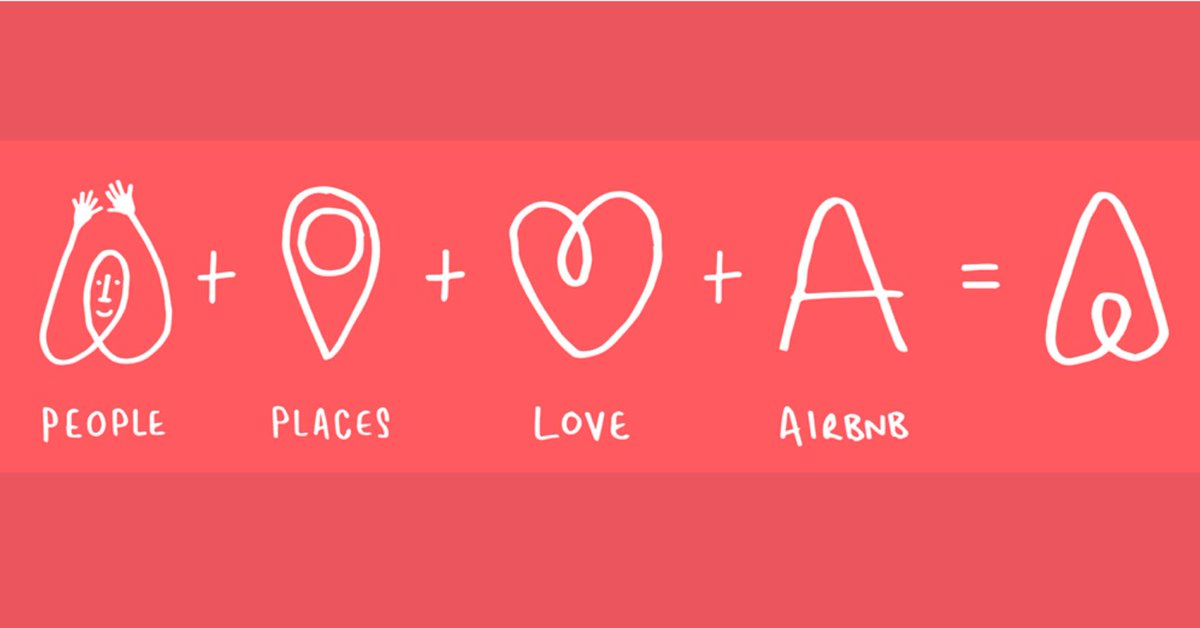 + + + A =
PEOPLE PLACES LOVE AIRBNB